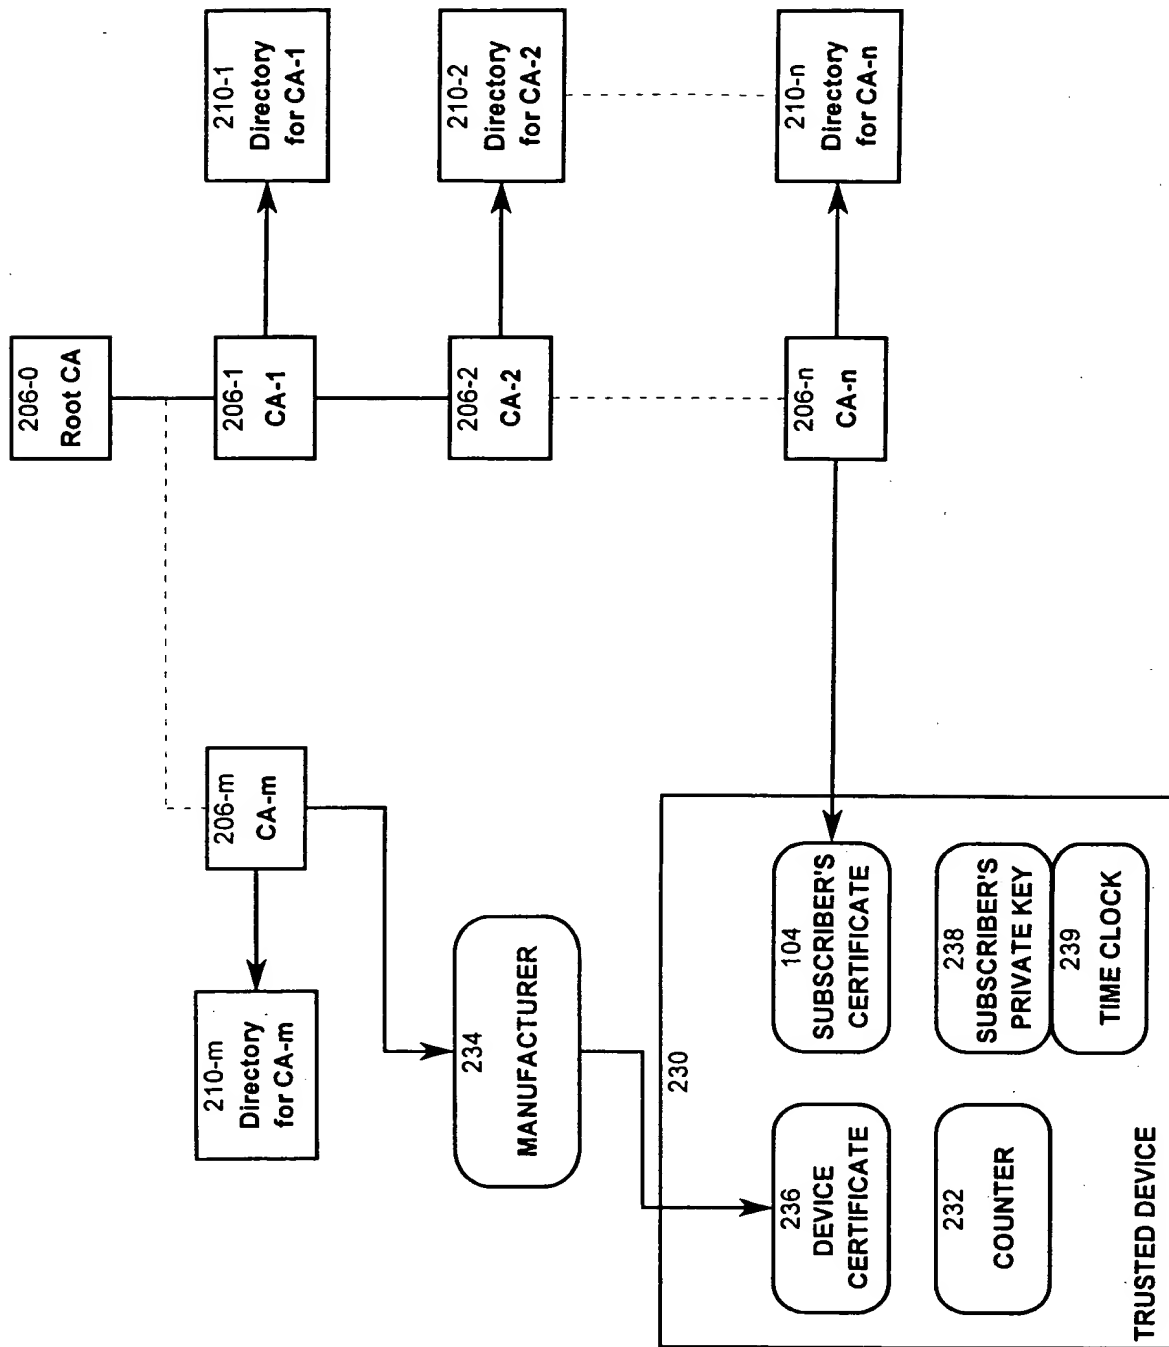 206-0
Root CA
206-1
CA-1
210-1
Directory
for CA-1
206-2
CA-2
210-2
Directory
for CA-2
206-n
CA-n
210-n
Directory
for CA-n
206-m
CA-m
210-m
Directory
for CA-m
234
MANUFACTURER
230
236
DEVICE
CERTIFICATE
104
SUBSCRIBER'S
CERTIFICATE
232
COUNTER
238
SUBSCRIBER'S
PRIVATE KEY
239
TIME CLOCK
TRUSTED DEVICE